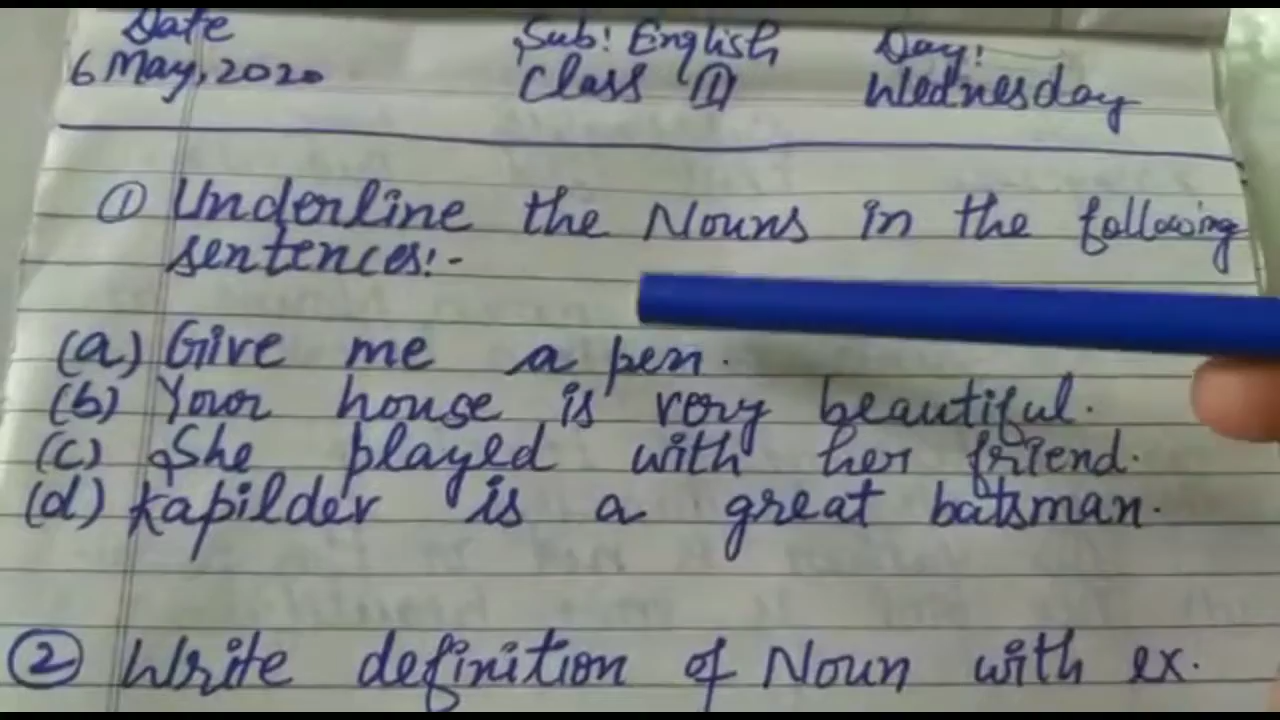 Date Sub: English Day:
6 May, 2020 Class ① Wednesday
① Underline the Nouns in the following
sentences:-
(a) Give me a pen.
(b) Your house is very beautiful.
(c) She played with her friend.
(d) Kapildev is a great batsman.
② Write definition of Noun with ex.